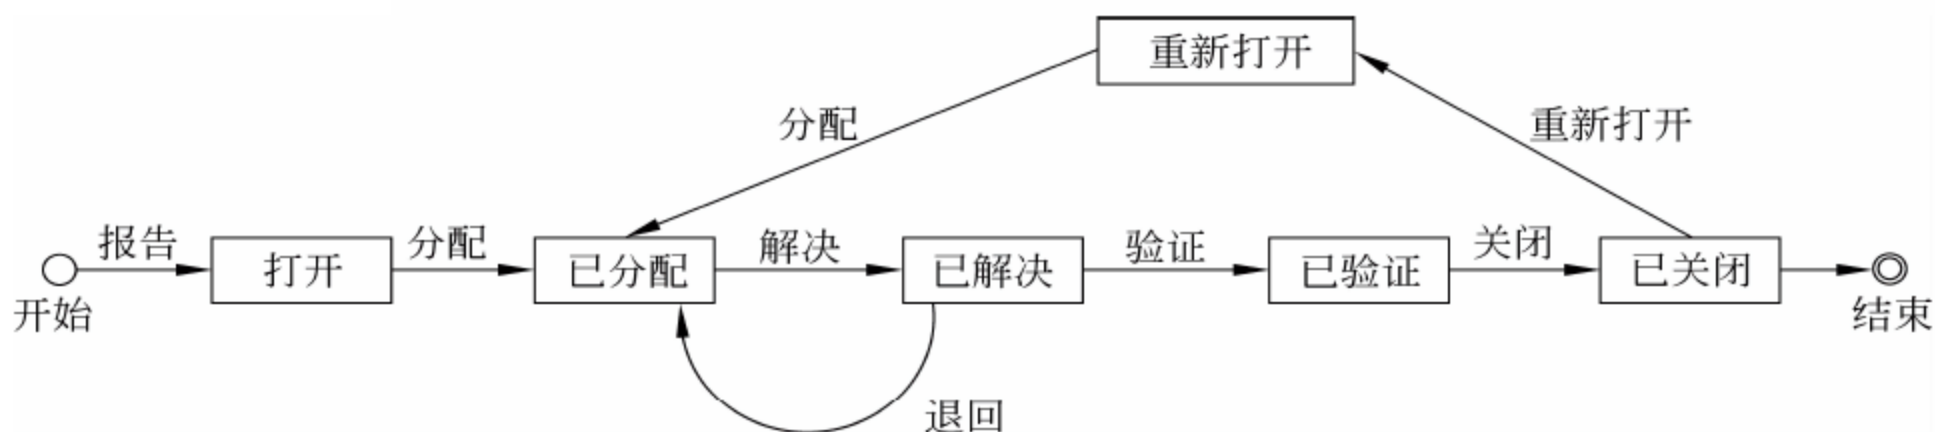 重新打开
分配
重新打开
报告
分配
解决
验证
关闭
打开
已分配
已解决
已验证
已关闭
开始
结束
退回